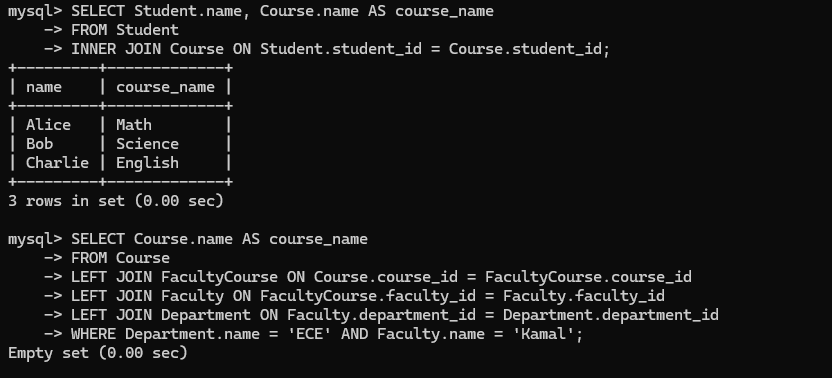 mysql> SELECT Student.name, Course.name AS course_name
    -> FROM Student
    -> INNER JOIN Course ON Student.student_id = Course.student_id;
+---------+-------------+
| name    | course_name |
+---------+-------------+
| Alice   | Math        |
| Bob     | Science     |
| Charlie | English     |
+---------+-------------+
3 rows in set (0.00 sec)

mysql> SELECT Course.name AS course_name
    -> FROM Course
    -> LEFT JOIN FacultyCourse ON Course.course_id = FacultyCourse.course_id
    -> LEFT JOIN Faculty ON FacultyCourse.faculty_id = Faculty.faculty_id
    -> LEFT JOIN Department ON Faculty.department_id = Department.department_id
    -> WHERE Department.name = 'ECE' AND Faculty.name = 'Kamal';
Empty set (0.00 sec)